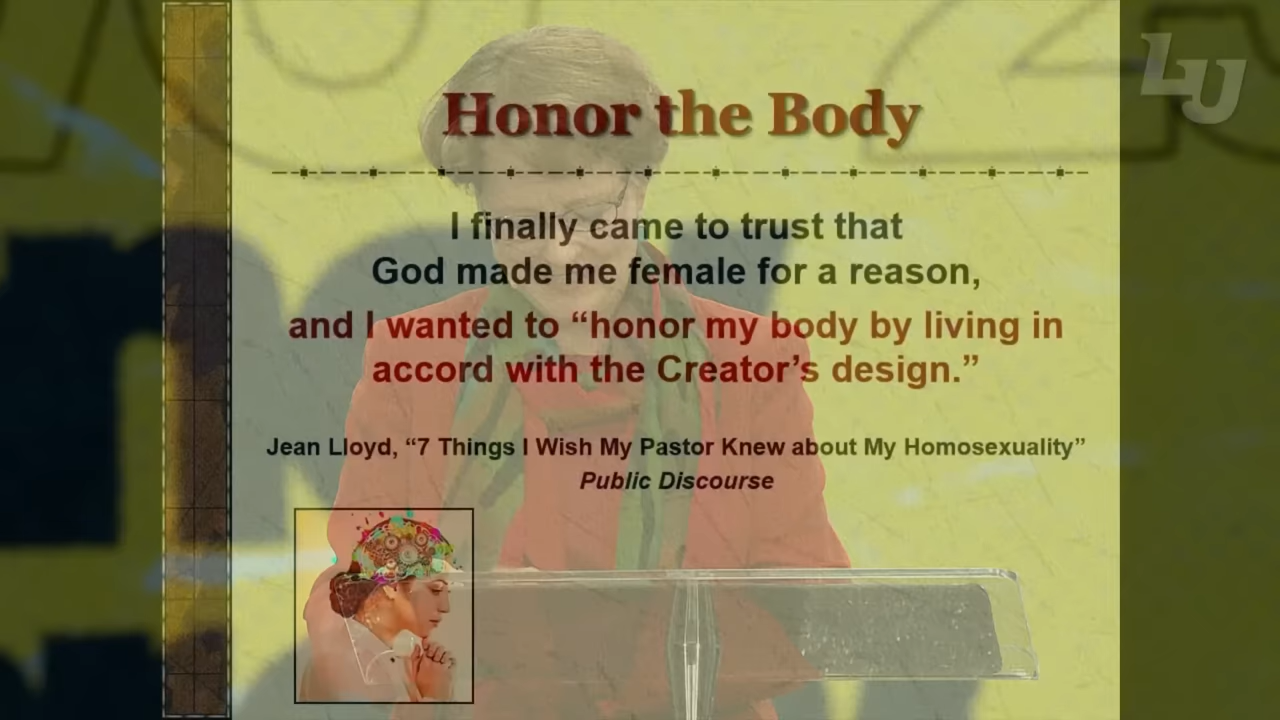 LU
Honor the Body
I finally came to trust that
God made me female for a reason,
and I wanted to “honor my body by living in
accord with the Creator’s design.”
Jean Lloyd, “7 Things I Wish My Pastor Knew about My Homosexuality”
Public Discourse